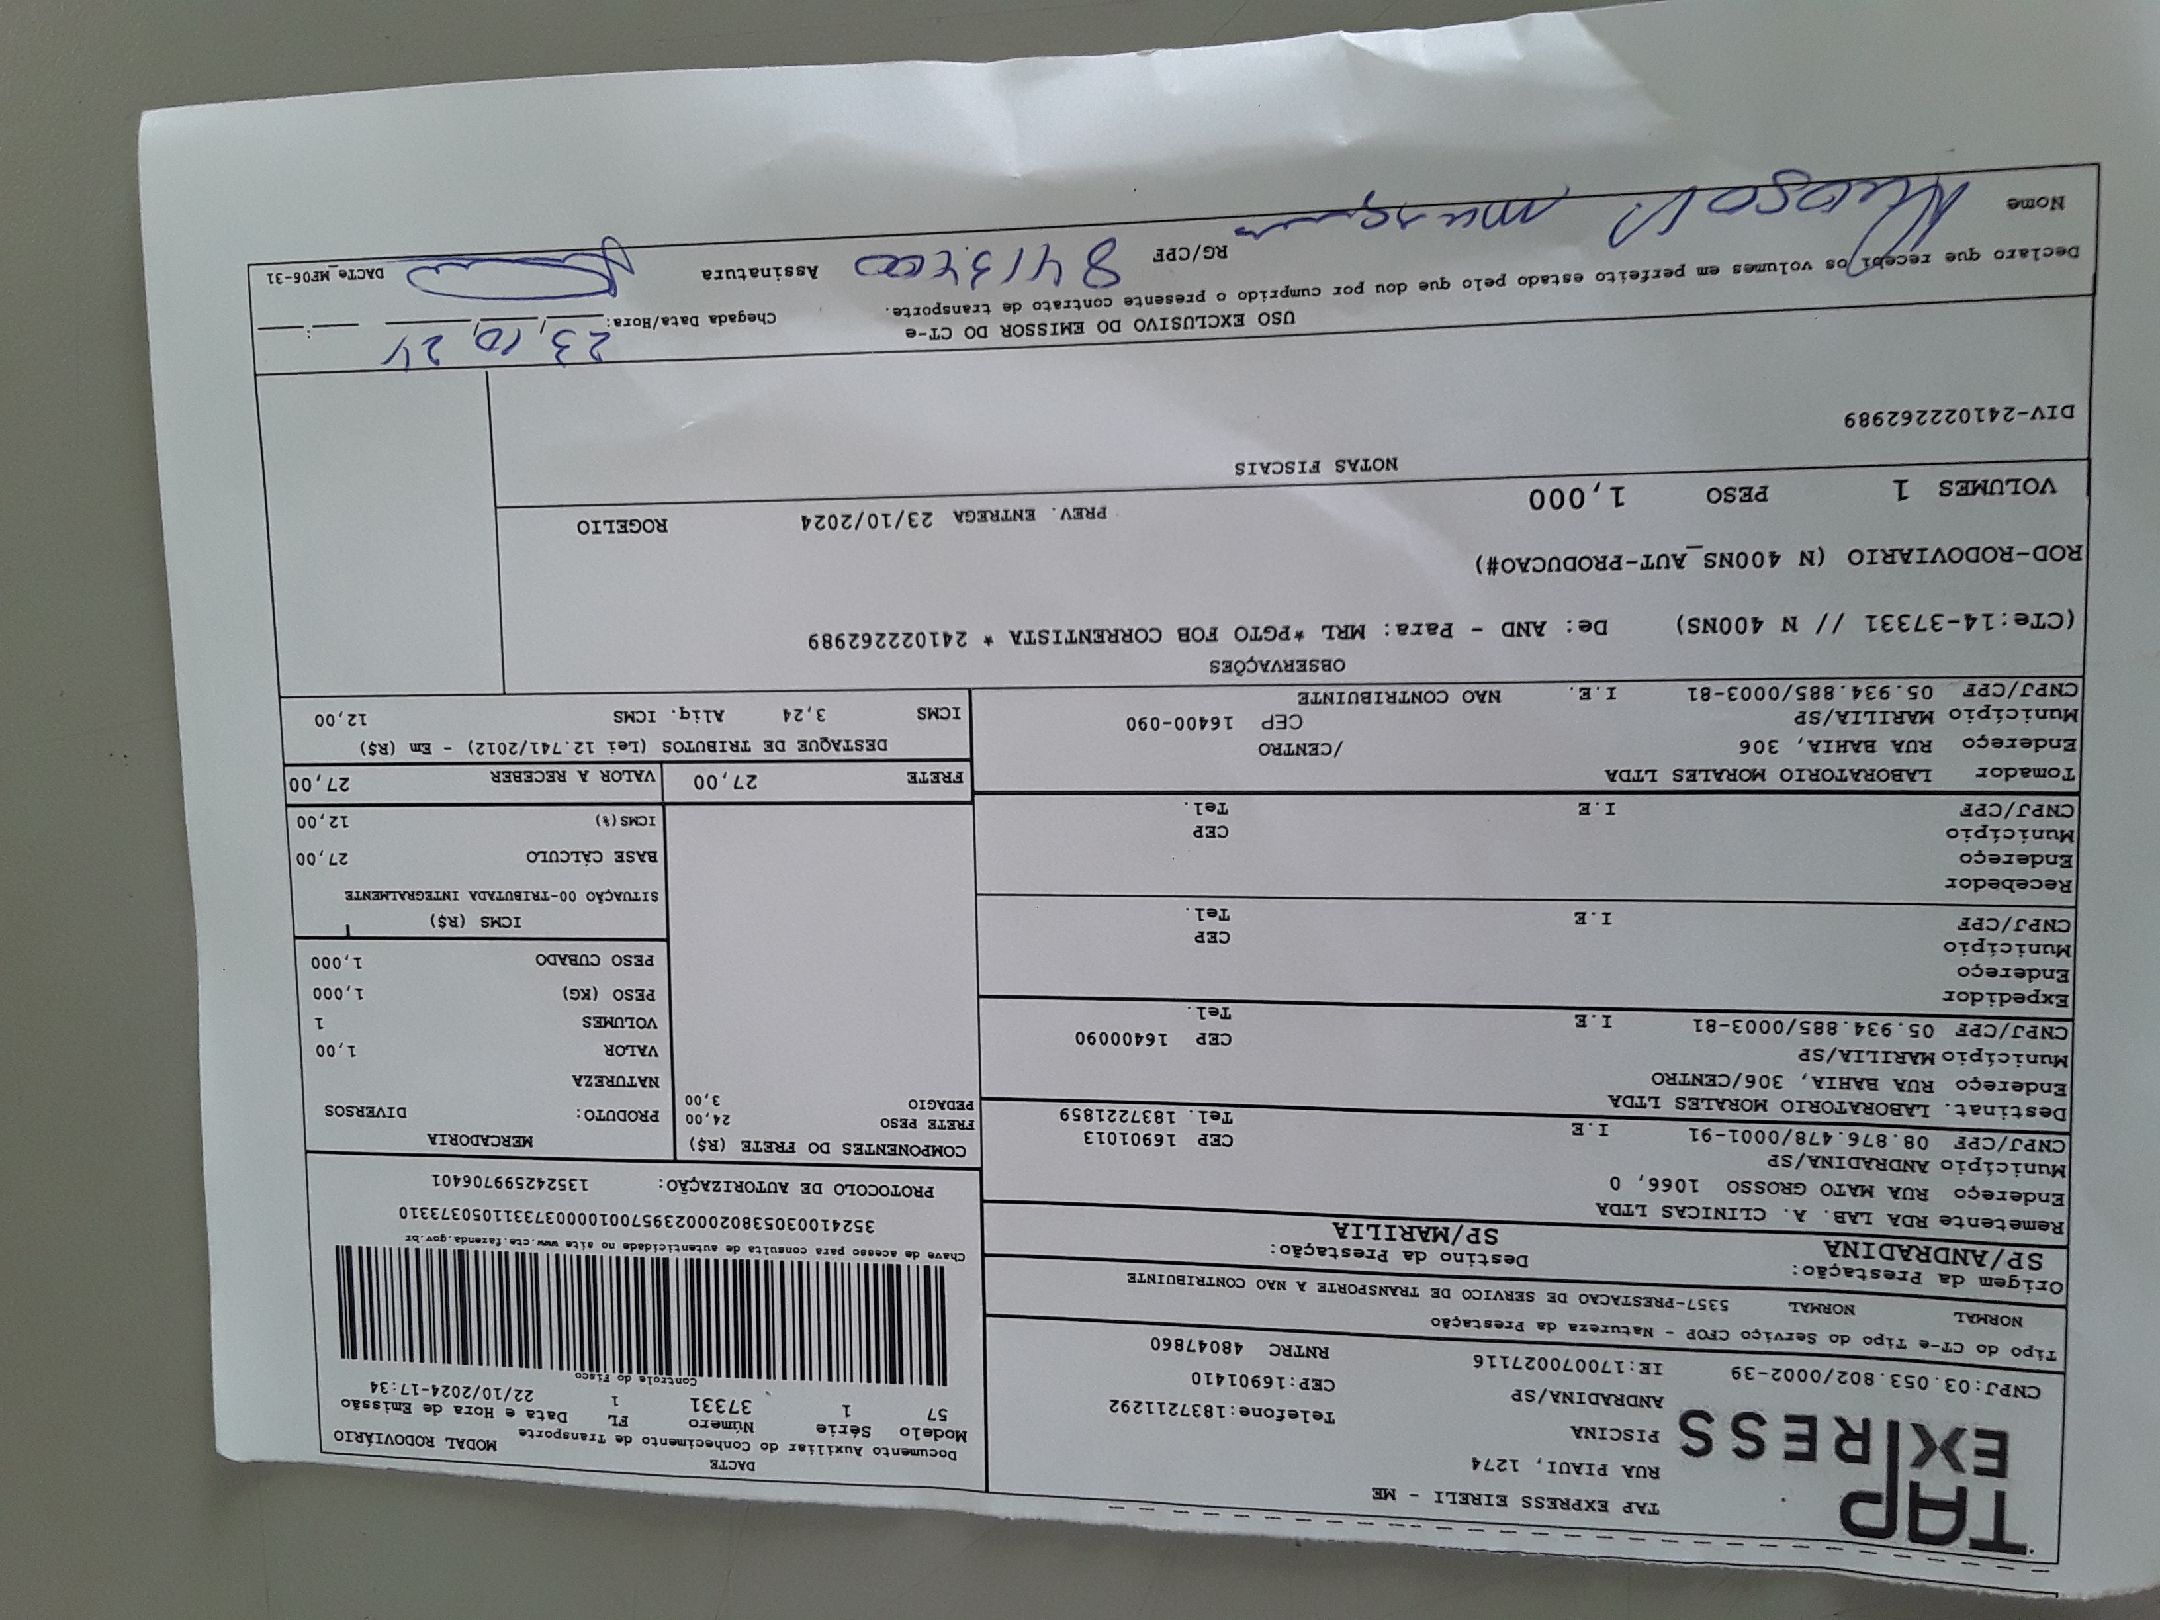 TAP
EXPRESS
TAP EXPRESS EIRELI - ME
RUA PIAUI, 1274
PISCINA
ANDRADINA/SP
Telefone:1837211292
CEP:16901410
CNPJ:03.053.802/0002-39 IE:170070027116 RNTRC 48047860
DACTE
Documento Auxiliar do Conhecimento de Transporte MODAL RODOVIÁRIO
Modelo Série Número FL Data e Hora de Emissão
57 1 37331 1 22/10/2024-17:34
Controle do Fisco
Chave de acesso para consulta de autenticidade no site www.cte.fazenda.gov.br
35241003053802000239570010000373311050373310
PROTOCOLO DE AUTORIZAÇÃO: 135242599706401
Tipo do CT-e Tipo do Serviço CFOP - Natureza da Prestação
NORMAL NORMAL 5357-PRESTACAO DE SERVICO DE TRANSPORTE A NAO CONTRIBUINTE
Origem da Prestação: Destino da Prestação:
SP/ANDRADINA SP/MARILIA
Remetente RDA LAB. A. CLINICAS LTDA
Endereço RUA MATO GROSSO 1066, 0
Município ANDRADINA/SP CEP 16901013
CNPJ/CPF 08.876.478/0001-91 I.E Tel. 1837221859
Destinat. LABORATORIO MORALES LTDA
Endereço RUA BAHIA, 306/CENTRO
Município MARILIA/SP CEP 16400090
CNPJ/CPF 05.934.885/0003-81 I.E Tel.
Expedidor
Endereço
Município CEP
CNPJ/CPF I.E Tel.
Recebedor
Endereço
Município CEP
CNPJ/CPF I.E Tel.
Tomador LABORATORIO MORALES LTDA
Endereço RUA BAHIA, 306 /CENTRO
Município MARILIA/SP CEP 16400-090
CNPJ/CPF 05.934.885/0003-81 I.E. NAO CONTRIBUINTE
COMPONENTES DO FRETE (R$)
FRETE PESO 24,00
PEDAGIO 3,00
MERCADORIA
PRODUTO: DIVERSOS
NATUREZA
VALOR 1,00
VOLUMES 1
PESO (KG) 1,000
PESO CUBADO 1,000
ICMS (R$)
SITUAÇÃO 00-TRIBUTADA INTEGRALMENTE
BASE CÁLCULO 27,00
ICMS(%) 12,00
FRETE 27,00 VALOR A RECEBER 27,00
DESTAQUE DE TRIBUTOS (Lei 12.741/2012) - Em (R$)
ICMS 3,24 Aliq. ICMS 12,00
OBSERVAÇÕES
(CTe:14-37331 // N 400NS) De: AND - Para: MRL *PGTO FOB CORRENTISTA * 241022262989
ROD-RODOVIARIO (N 400NS_AUT-PRODUCAO#)
VOLUMES 1 PESO 1,000 PREV. ENTREGA 23/10/2024 ROGELIO
NOTAS FISCAIS
DIV-241022262989
USO EXCLUSIVO DO EMISSOR DO CT-e
Declaro que recebi os volumes em perfeito estado pelo que dou por cumprido o presente contrato de transporte.
Chegada Data/Hora: 23,10,24 :
Nome RG/CPF Assinatura DACTe_MF06-31